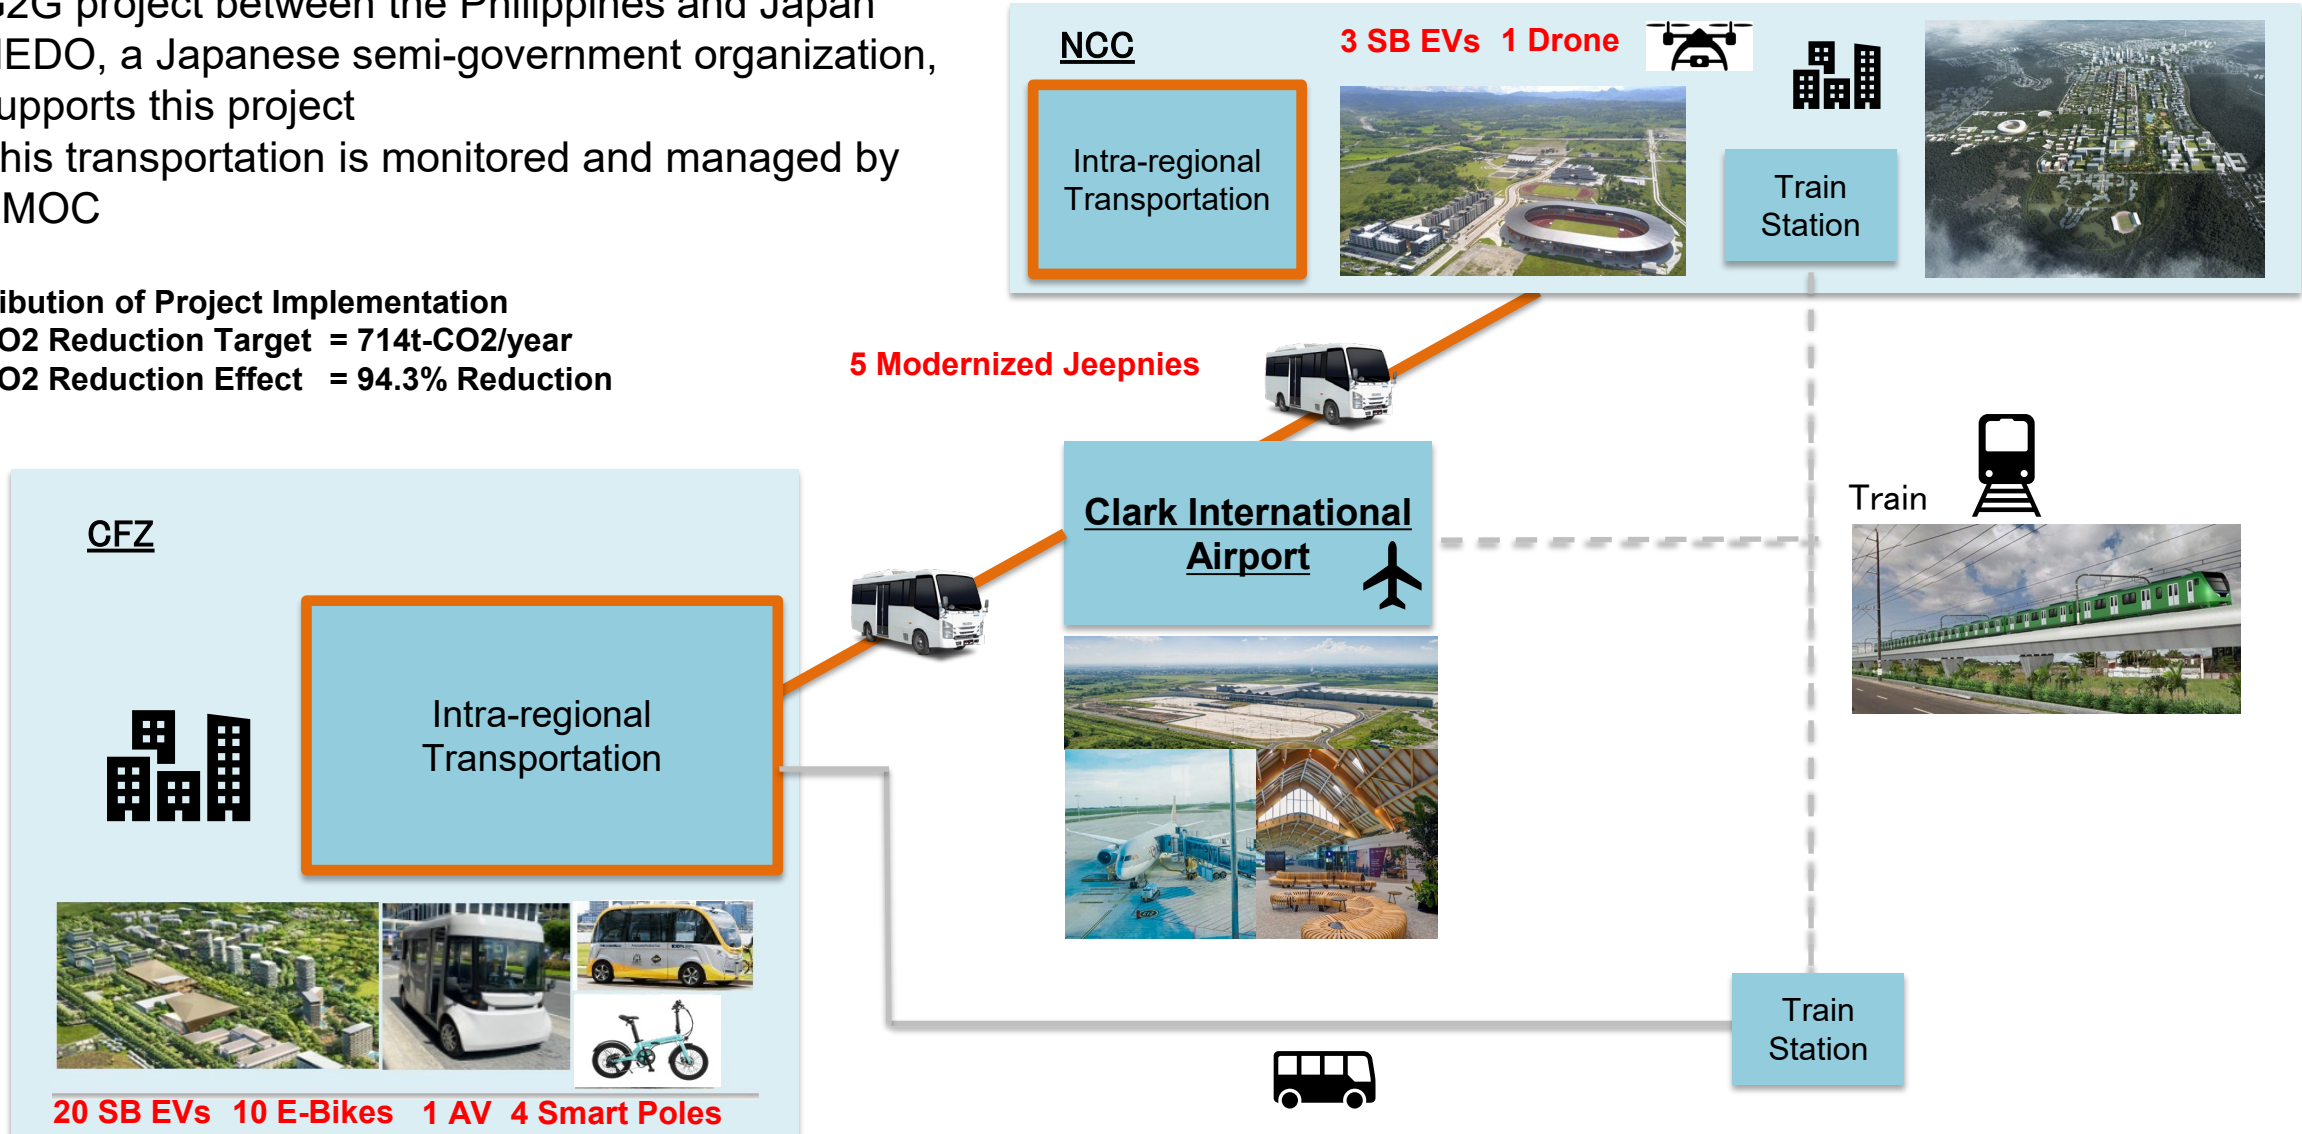 G2G project between the Philippines and Japan
NEDO, a Japanese semi-government organization,
upports this project
his transportation is monitored and managed by
MOC
ibution of Project Implementation
O2 Reduction Target = 714t-CO2/year
O2 Reduction Effect = 94.3% Reduction
NCC
3 SB EVs 1 Drone
Intra-regional
Transportation
Train
Station
5 Modernized Jeepnies
Clark International
Airport
Train
CFZ
Intra-regional
Transportation
Train
Station
20 SB EVs 10 E-Bikes 1 AV 4 Smart Poles